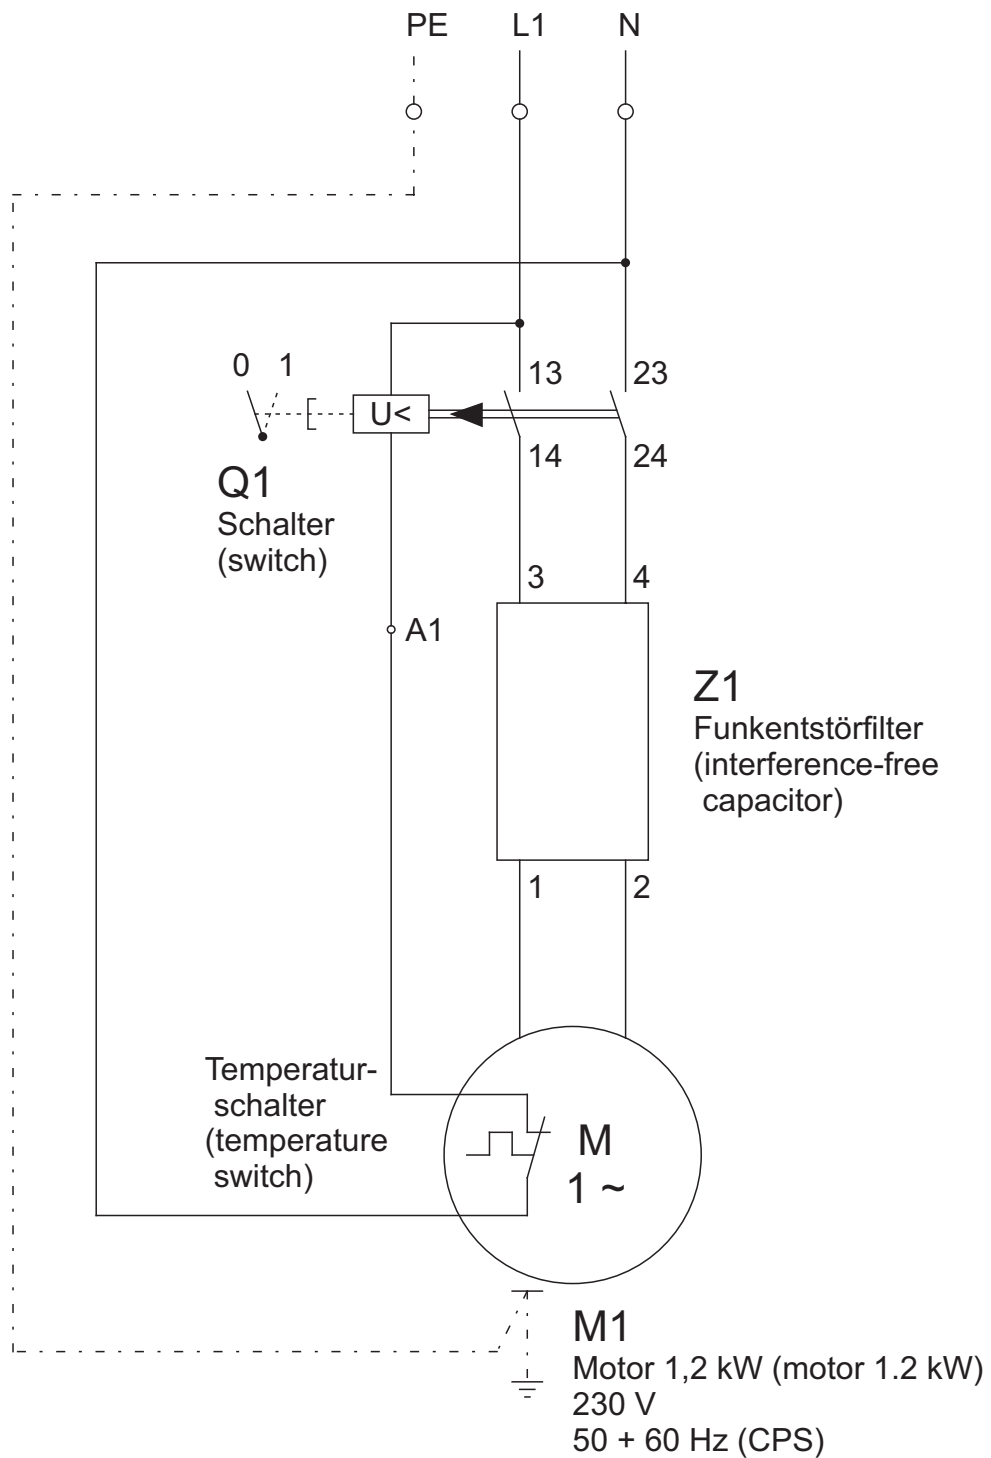 PE L1 N
0 1
13 23
U<
14 24
Q1
Schalter
(switch)
3 4
A1
Z1
Funkentstörfilter
(interference-free
capacitor)
1 2
Temperatur-
schalter
(temperature
switch)
M
1 ~
M1
Motor 1,2 kW (motor 1.2 kW)
230 V
50 + 60 Hz (CPS)